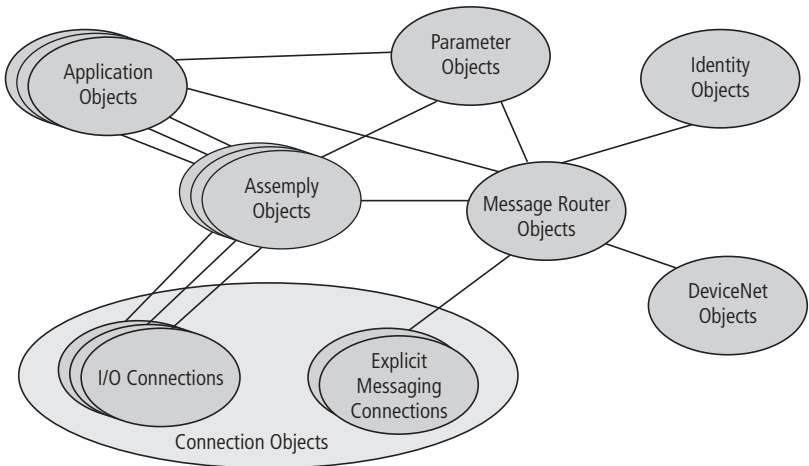 Application
Objects
Parameter
Objects
Identity
Objects
Assemply
Objects
Message Router
Objects
DeviceNet
Objects
I/O Connections
Explicit
Messaging
Connections
Connection Objects